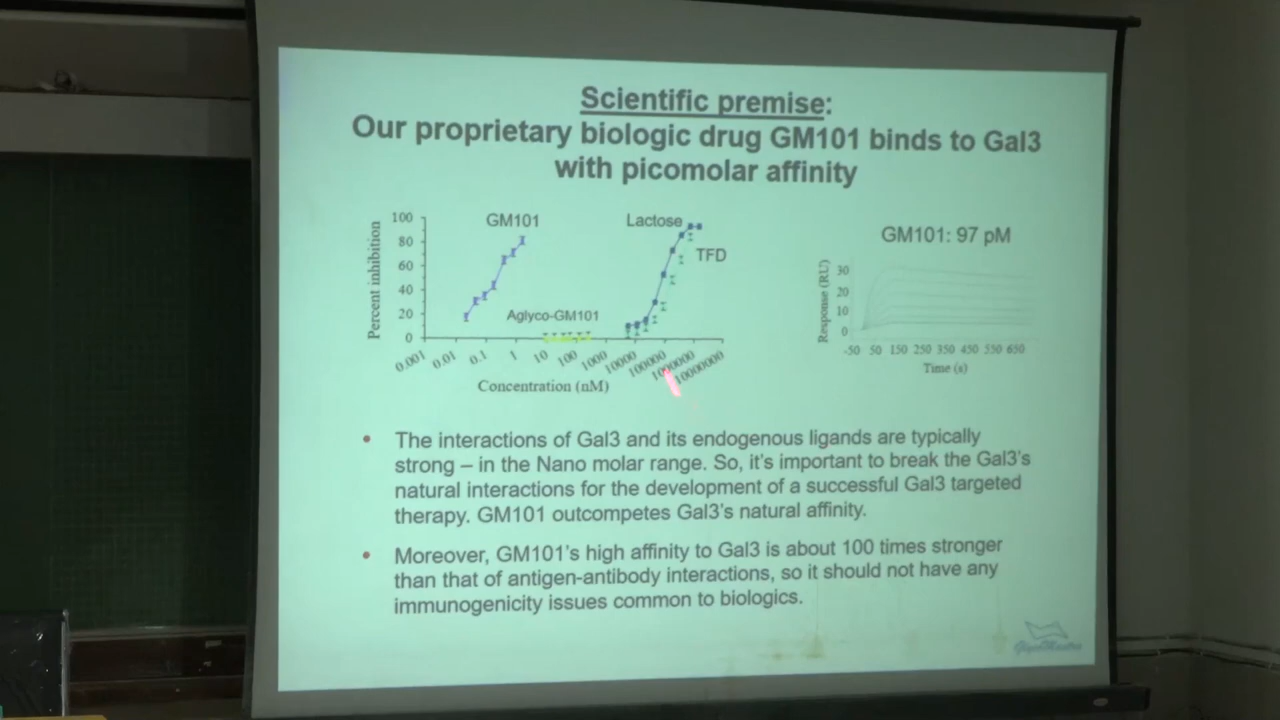 Scientific premise:
Our proprietary biologic drug GM101 binds to Gal3
with picomolar affinity
Percent inhibition
100
80
60
40
20
0
GM101
Aglyco-GM101
Lactose
TFD
0.001 0.01 0.1 1 10 100 1000 10000 100000 1000000 10000000
Concentration (nM)
GM101: 97 pM
Response (RU)
30
20
10
0
-50 50 150 250 350 450 550 650
Time (s)
• The interactions of Gal3 and its endogenous ligands are typically
strong – in the Nano molar range. So, it's important to break the Gal3's
natural interactions for the development of a successful Gal3 targeted
therapy. GM101 outcompetes Gal3's natural affinity.
• Moreover, GM101's high affinity to Gal3 is about 100 times stronger
than that of antigen-antibody interactions, so it should not have any
immunogenicity issues common to biologics.